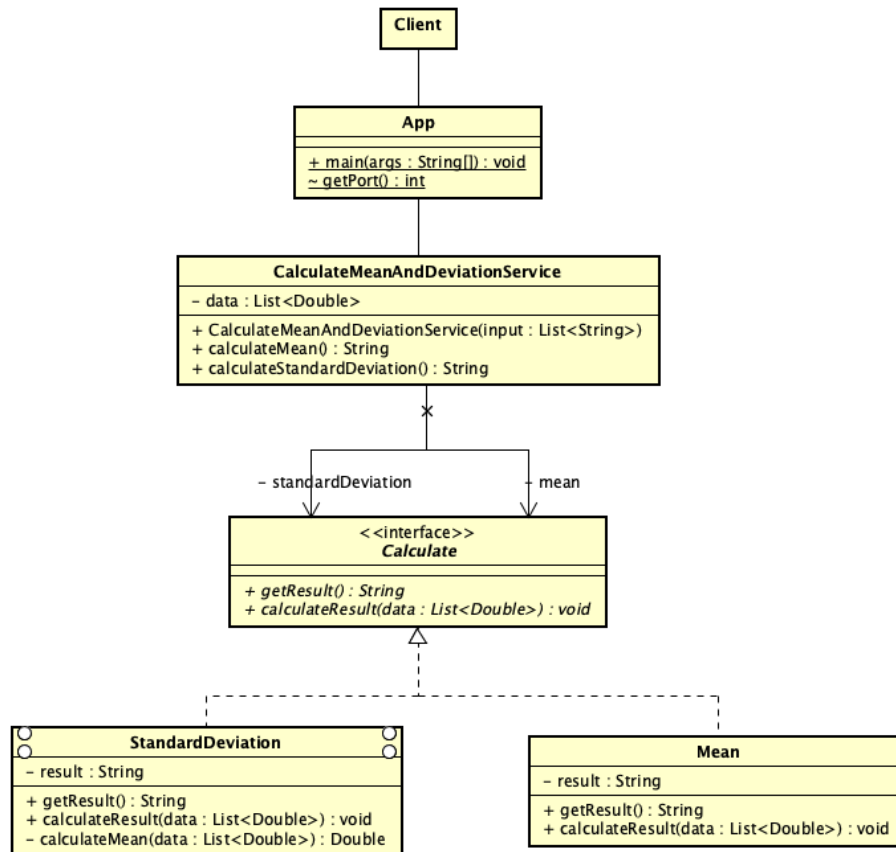 Client
App
+ main(args : String[]) : void
~ getPort() : int
CalculateMeanAndDeviationService
- data : List<Double>
+ CalculateMeanAndDeviationService(input : List<String>)
+ calculateMean() : String
+ calculateStandardDeviation() : String
- standardDeviation
- mean
<<interface>>
Calculate
+ getResult() : String
+ calculateResult(data : List<Double>) : void
StandardDeviation
- result : String
+ getResult() : String
+ calculateResult(data : List<Double>) : void
- calculateMean(data : List<Double>) : Double
Mean
- result : String
+ getResult() : String
+ calculateResult(data : List<Double>) : void